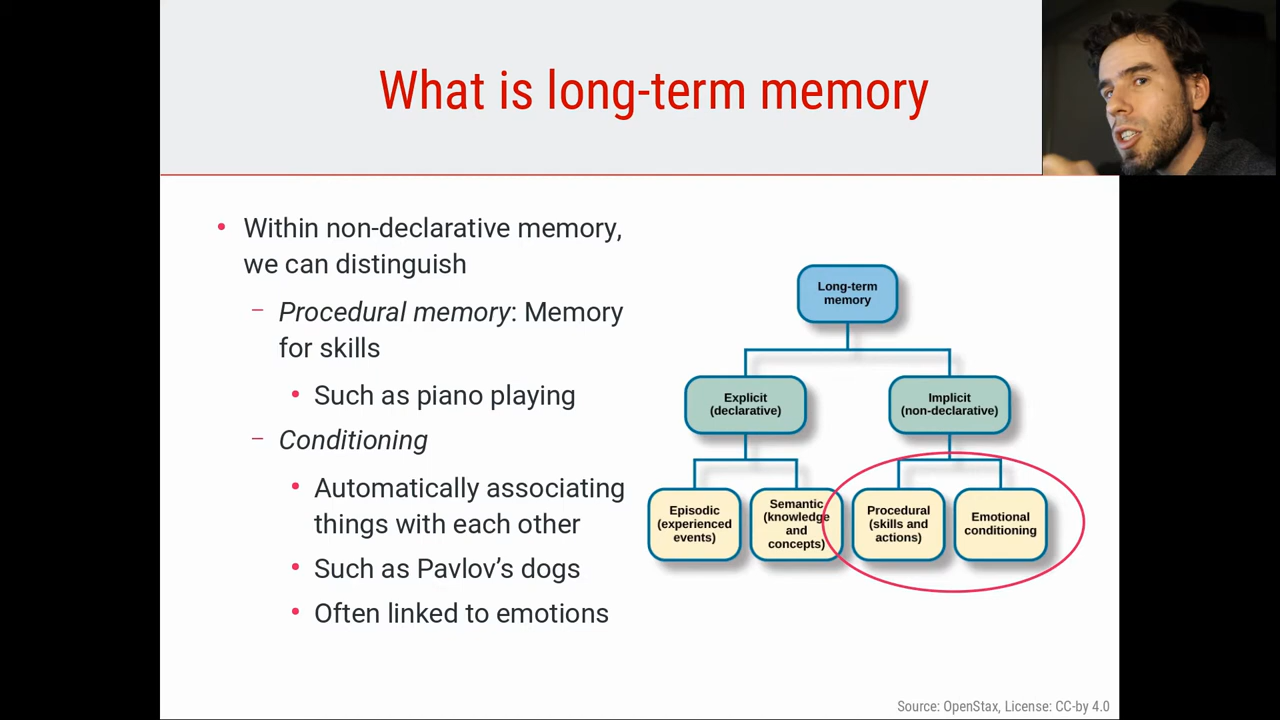 What is long-term memory
• Within non-declarative memory,
we can distinguish
– Procedural memory: Memory
for skills
• Such as piano playing
– Conditioning
• Automatically associating
things with each other
• Such as Pavlov's dogs
• Often linked to emotions
Long-term
memory
Explicit
(declarative)
Implicit
(non-declarative)
Episodic
(experienced
events)
Semantic
(knowledge
and
concepts)
Procedural
(skills and
actions)
Emotional
conditioning
Source: OpenStax, License: CC-by 4.0